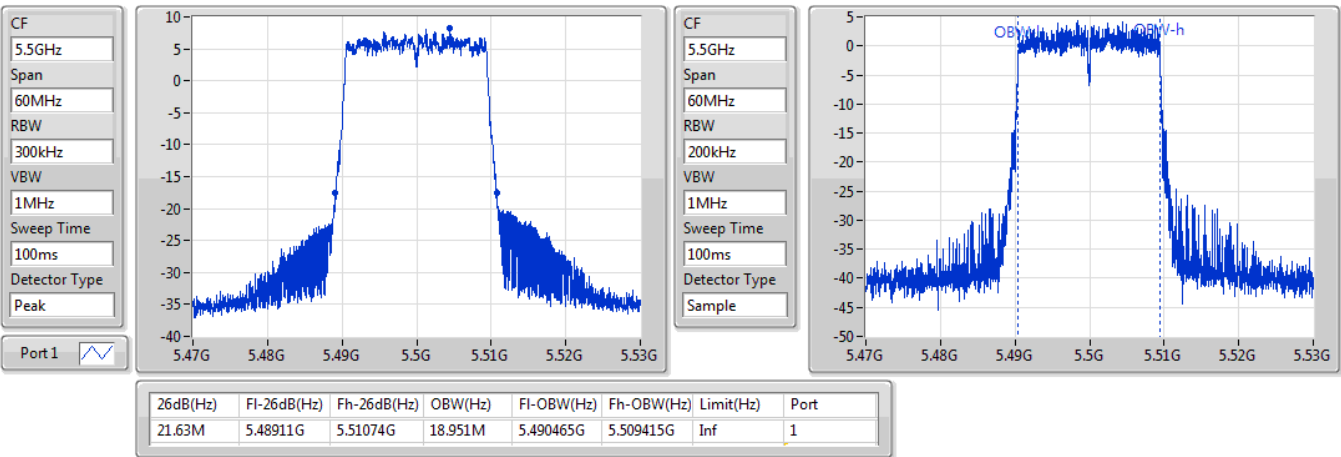 CF
5.5GHz
Span
60MHz
RBW
300kHz
VBW
1MHz
Sweep Time
100ms
Detector Type
Peak
Port 1
10
5
0
-5
-10
-15
-20
-25
-30
-35
-40
5.47G 5.48G 5.49G 5.5G 5.51G 5.52G 5.53G
CF
5.5GHz
Span
60MHz
RBW
200kHz
VBW
1MHz
Sweep Time
100ms
Detector Type
Sample
5
0
-5
-10
-15
-20
-25
-30
-35
-40
-45
-50
OBW-h
5.47G 5.48G 5.49G 5.5G 5.51G 5.52G 5.53G
26dB(Hz) Fl-26dB(Hz) Fh-26dB(Hz) OBW(Hz) Fl-OBW(Hz) Fh-OBW(Hz) Limit(Hz) Port
21.63M 5.48911G 5.51074G 18.951M 5.490465G 5.509415G Inf 1